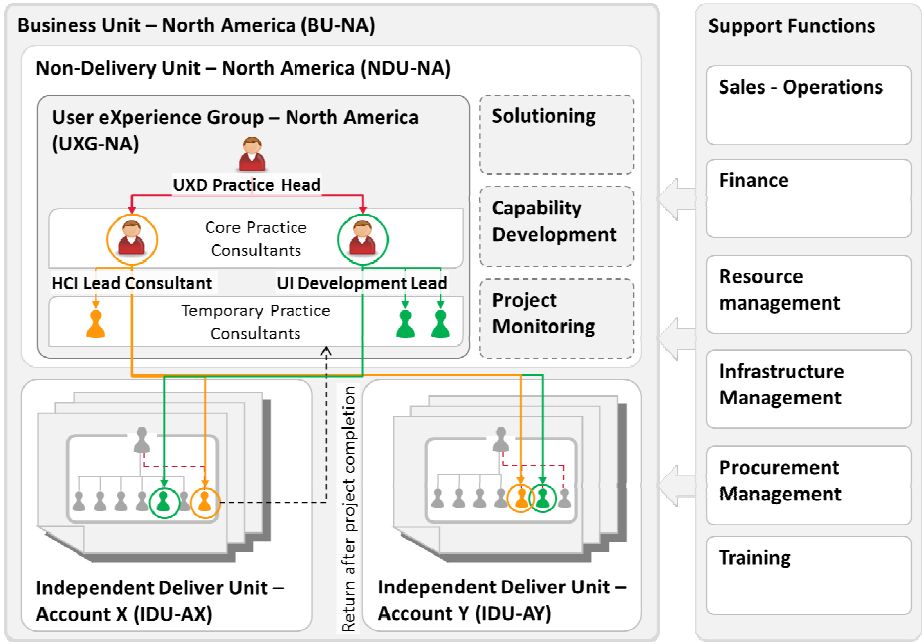 Business Unit – North America (BU-NA)
Non-Delivery Unit – North America (NDU-NA)
User eXperience Group – North America
(UXG-NA)
UXD Practice Head
Core Practice
Consultants
HCI Lead Consultant
UI Development Lead
Temporary Practice
Consultants
Solutioning
Capability
Development
Project
Monitoring
Return after project completion
Independent Deliver Unit –
Account X (IDU-AX)
Independent Deliver Unit –
Account Y (IDU-AY)
Support Functions
Sales - Operations
Finance
Resource
management
Infrastructure
Management
Procurement
Management
Training